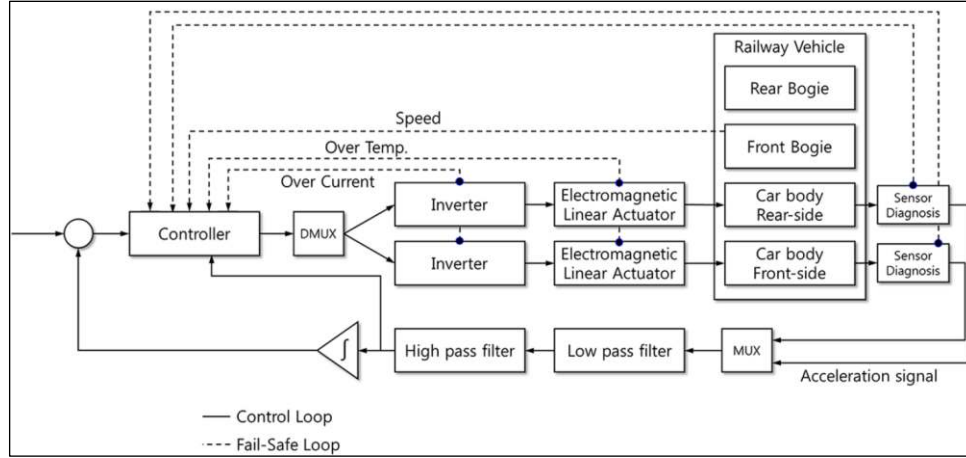 Railway Vehicle
Rear Bogie
Speed
Front Bogie
Over Temp.
Over Current
Inverter
Electromagnetic
Linear Actuator
Car body
Rear-side
Sensor
Diagnosis
Controller
DMUX
Inverter
Electromagnetic
Linear Actuator
Car body
Front-side
Sensor
Diagnosis
∫
High pass filter
Low pass filter
MUX
Acceleration signal
Control Loop
Fail-Safe Loop